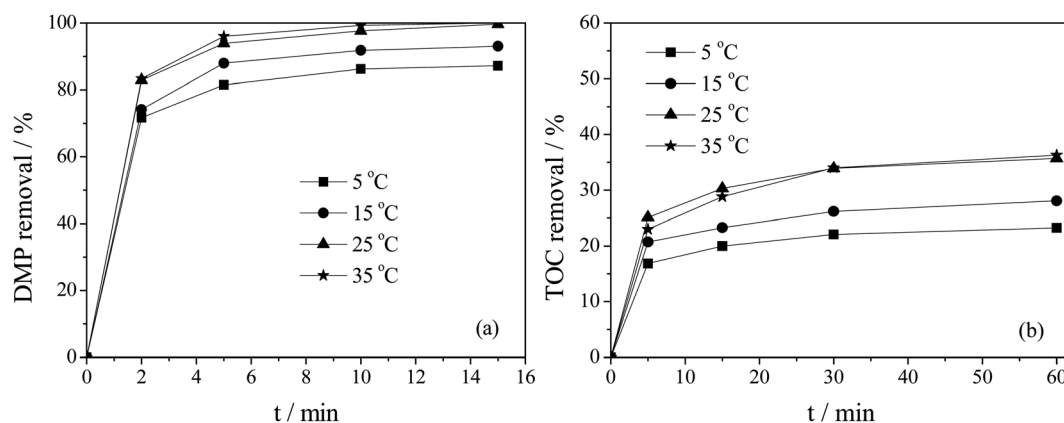 DMP removal / %
100
80
60
40
20
0
0 2 4 6 8 10 12 14 16
t / min
5 °C
15 °C
25 °C
35 °C
(a)
TOC removal / %
60
50
40
30
20
10
0
0 10 20 30 40 50 60
t / min
5 °C
15 °C
25 °C
35 °C
(b)